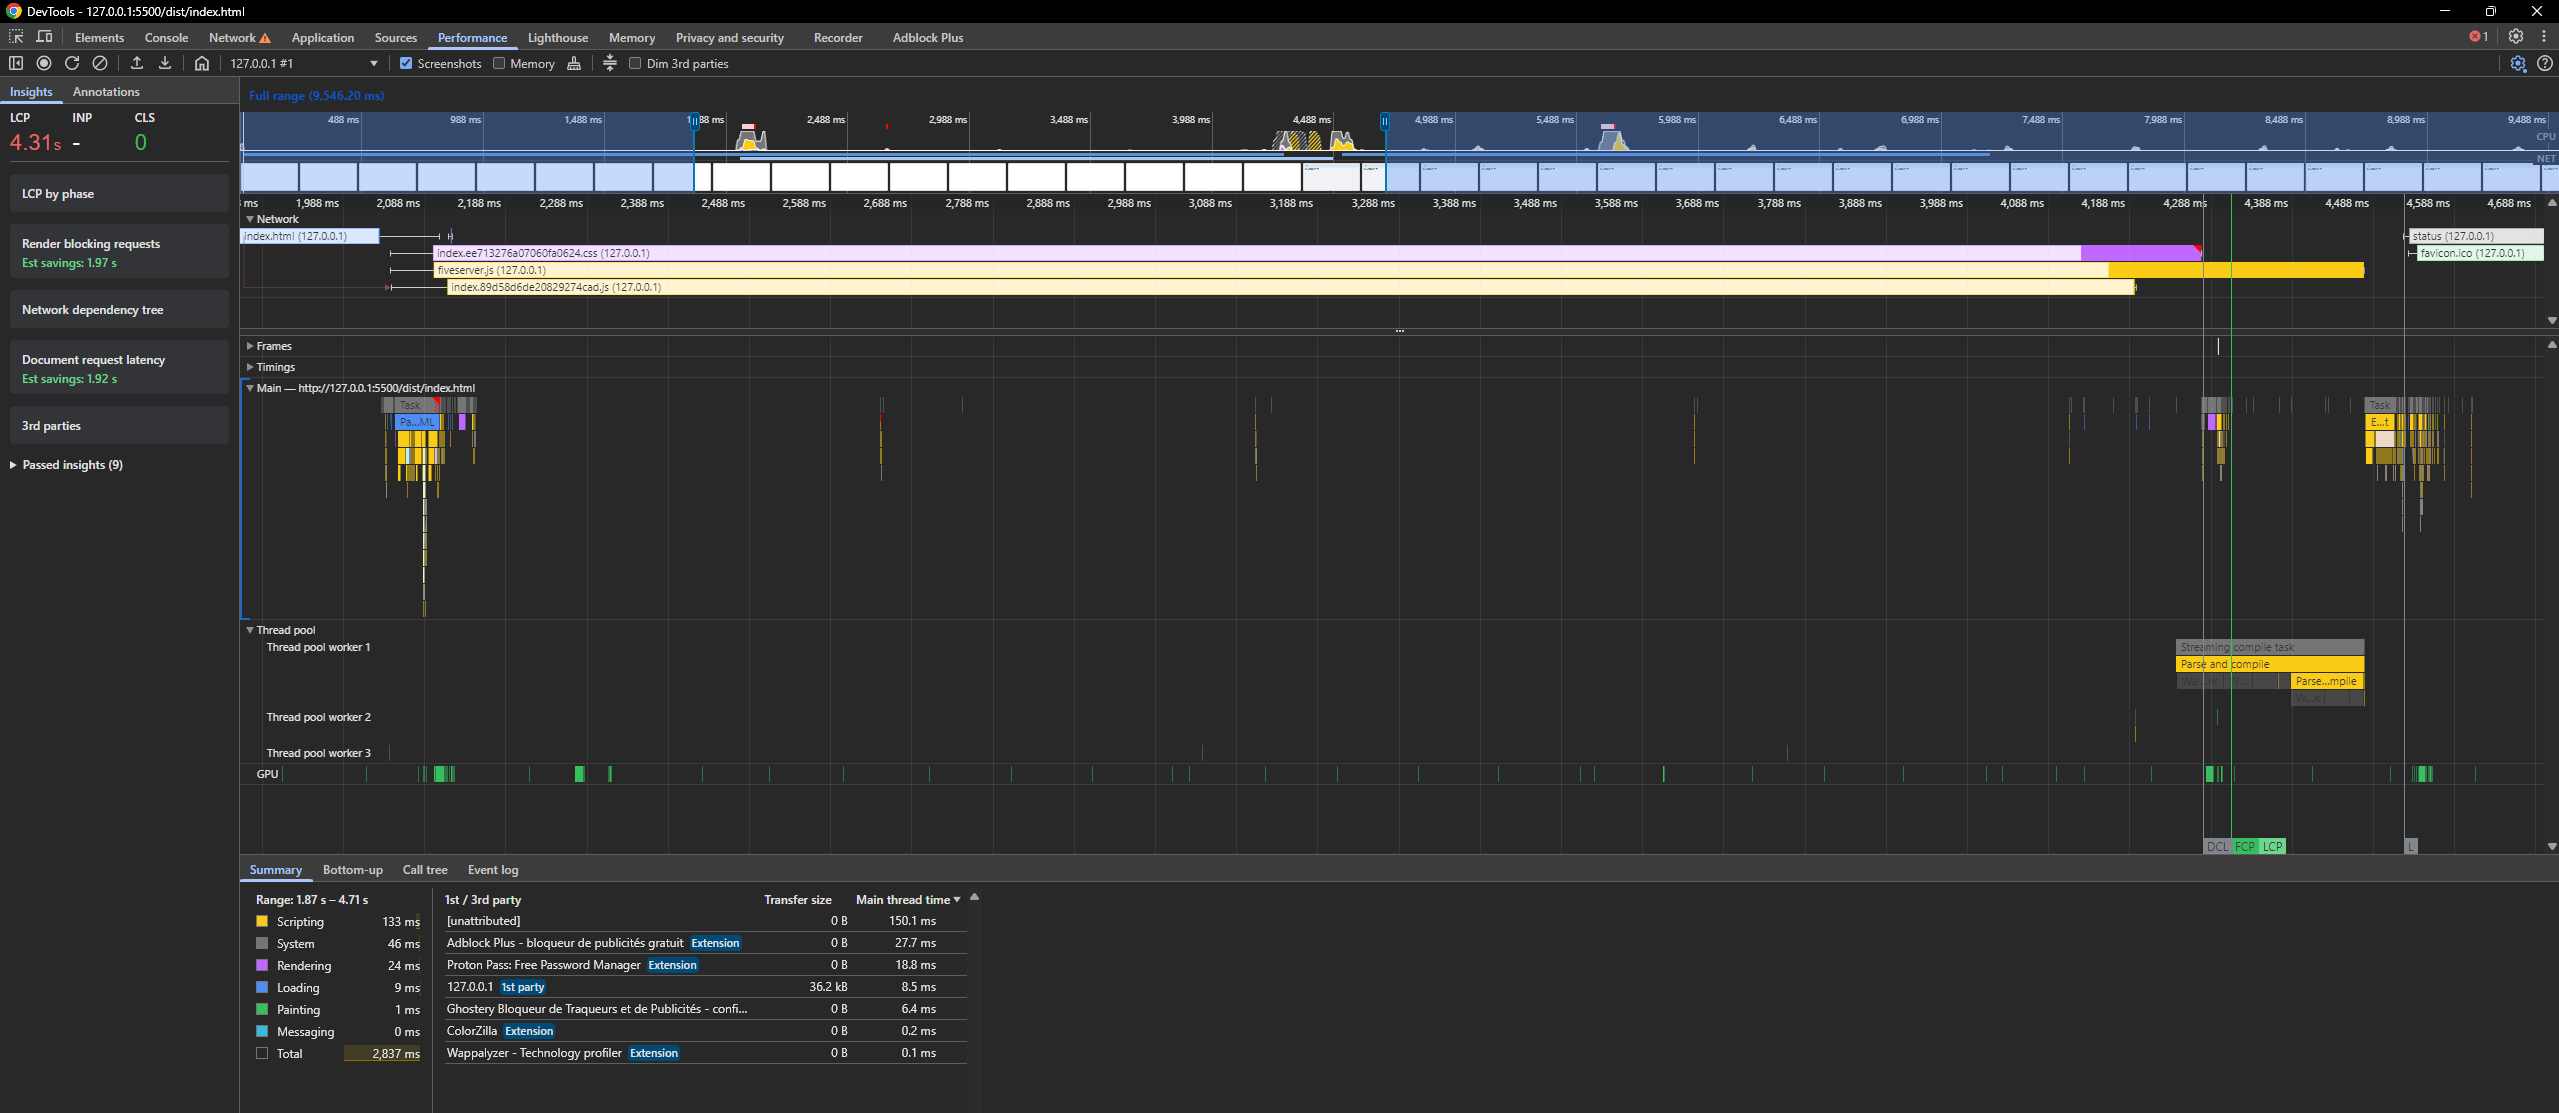 DevTools - 127.0.0.1:5500/dist/index.html
Elements Console Network Application Sources Performance Lighthouse Memory Privacy and security Recorder Adblock Plus 1
127.0.0.1 #1 Screenshots Memory Dim 3rd parties
Insights Annotations
LCP INP CLS
4.31s - 0
LCP by phase
Render blocking requests
Est savings: 1.97 s
Network dependency tree
Document request latency
Est savings: 1.92 s
3rd parties
Passed insights (9)
Full range (9,546.20 ms)
488 ms 988 ms 1,488 ms 88 ms 2,488 ms 2,988 ms 3,488 ms 3,988 ms 4,488 ms 4,988 ms 5,488 ms 5,988 ms 6,488 ms 6,988 ms 7,488 ms 7,988 ms 8,488 ms 8,988 ms 9,488 ms
CPU
NET
ms 1,988 ms 2,088 ms 2,188 ms 2,288 ms 2,388 ms 2,488 ms 2,588 ms 2,688 ms 2,788 ms 2,888 ms 2,988 ms 3,088 ms 3,188 ms 3,288 ms 3,388 ms 3,488 ms 3,588 ms 3,688 ms 3,788 ms 3,888 ms 3,988 ms 4,088 ms 4,188 ms 4,288 ms 4,388 ms 4,488 ms 4,588 ms 4,688 ms
Network
index.html (127.0.0.1) status (127.0.0.1)
index.ee713276a07060fa0624.css (127.0.0.1) favicon.ico (127.0.0.1)
fiveserver.js (127.0.0.1)
index.89d58d6de20829274cad.js (127.0.0.1)
Frames
Timings
Main — http://127.0.0.1:5500/dist/index.html
Task Task
Pa...ML E...t
Thread pool
Thread pool worker 1 Streaming compile task
Parse and compile
Parse...mpile
Thread pool worker 2
Thread pool worker 3
GPU
DCL FCP LCP L
Summary Bottom-up Call tree Event log
Range: 1.87 s – 4.71 s
Scripting 133 ms
System 46 ms
Rendering 24 ms
Loading 9 ms
Painting 1 ms
Messaging 0 ms
Total 2,837 ms
1st / 3rd party Transfer size Main thread time
[unattributed] 0 B 150.1 ms
Adblock Plus - bloqueur de publicités gratuit Extension 0 B 27.7 ms
Proton Pass: Free Password Manager Extension 0 B 18.8 ms
127.0.0.1 1st party 36.2 kB 8.5 ms
Ghostery Bloqueur de Traqueurs et de Publicités - confi... 0 B 6.4 ms
ColorZilla Extension 0 B 0.2 ms
Wappalyzer - Technology profiler Extension 0 B 0.1 ms